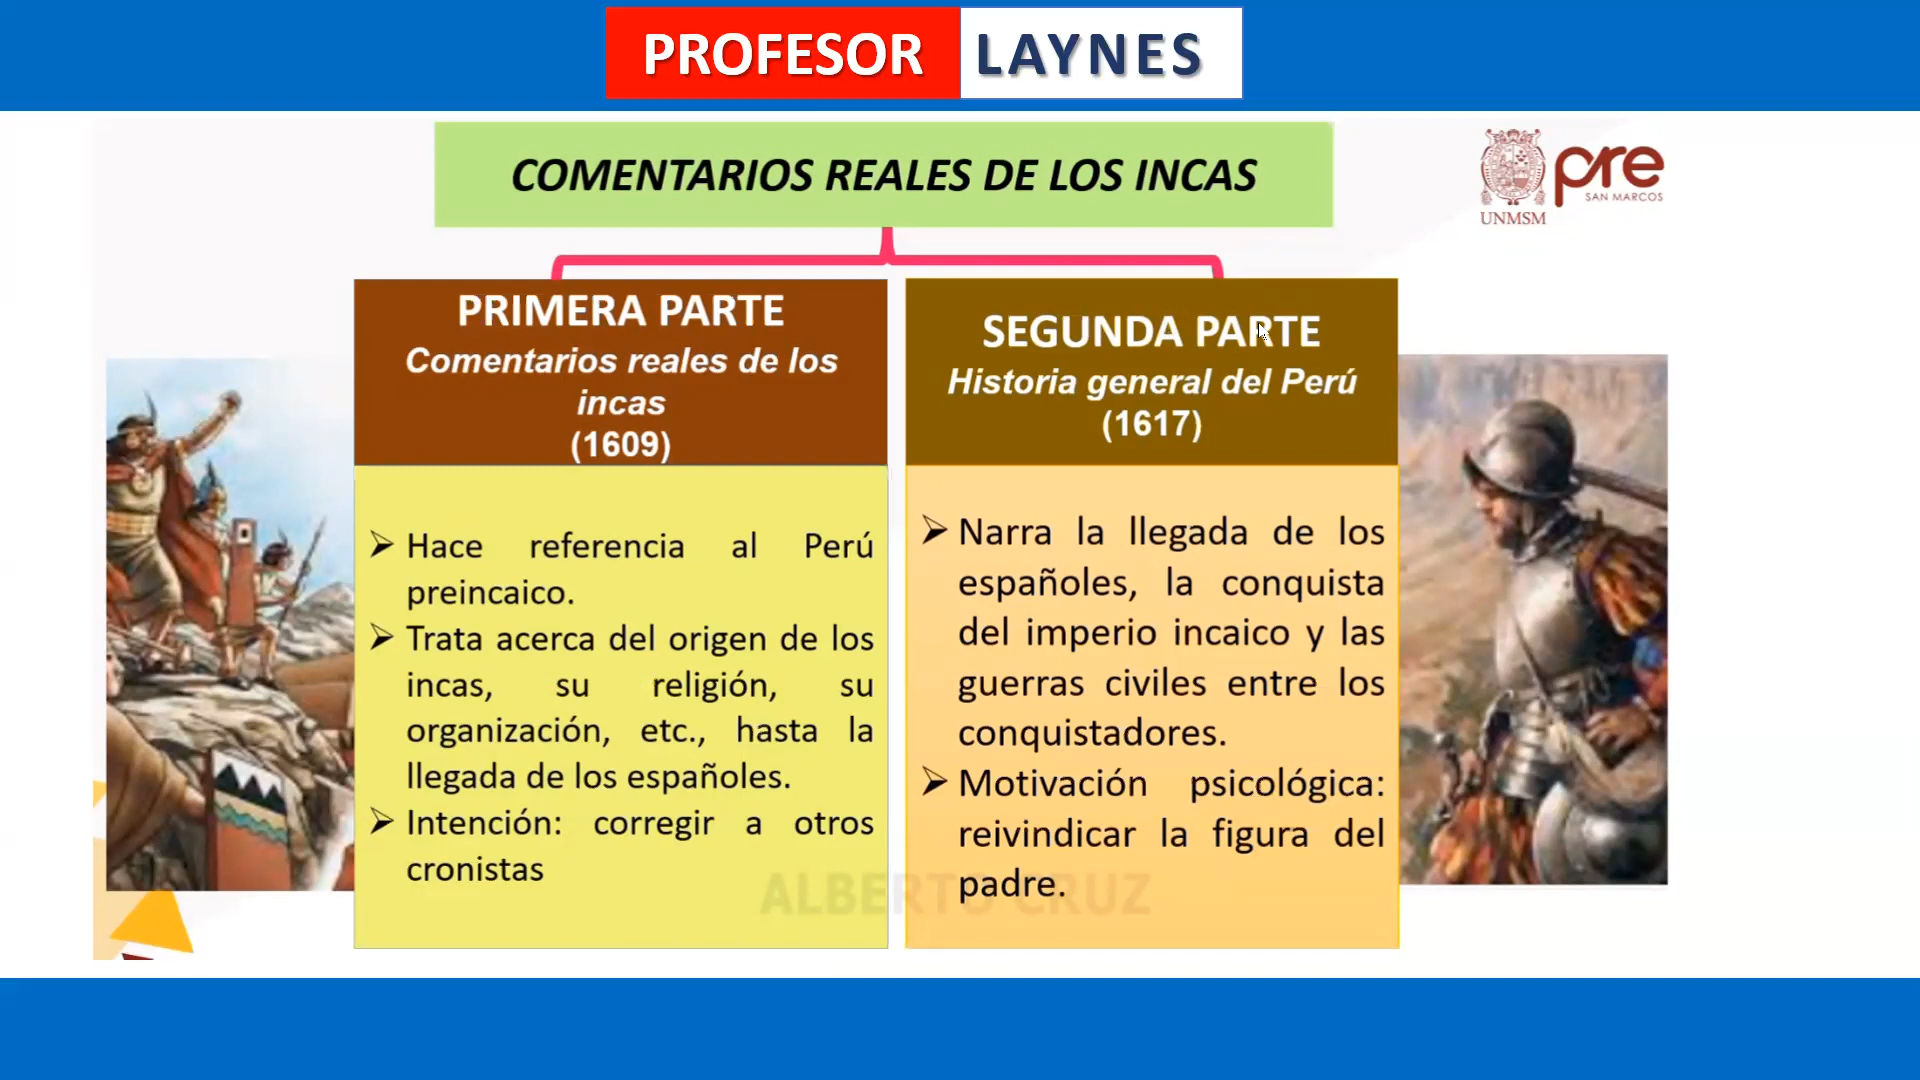 PROFESOR LAYNES
COMENTARIOS REALES DE LOS INCAS
UNMSM
pre
SAN MARCOS
PRIMERA PARTE
Comentarios reales de los
incas
(1609)
➢ Hace referencia al Perú
preincaico.
➢ Trata acerca del origen de los
incas, su religión, su
organización, etc., hasta la
llegada de los españoles.
➢ Intención: corregir a otros
cronistas
SEGUNDA PARTE
Historia general del Perú
(1617)
➢ Narra la llegada de los
españoles, la conquista
del imperio incaico y las
guerras civiles entre los
conquistadores.
➢ Motivación psicológica:
reivindicar la figura del
padre.
ALBERTO CRUZ